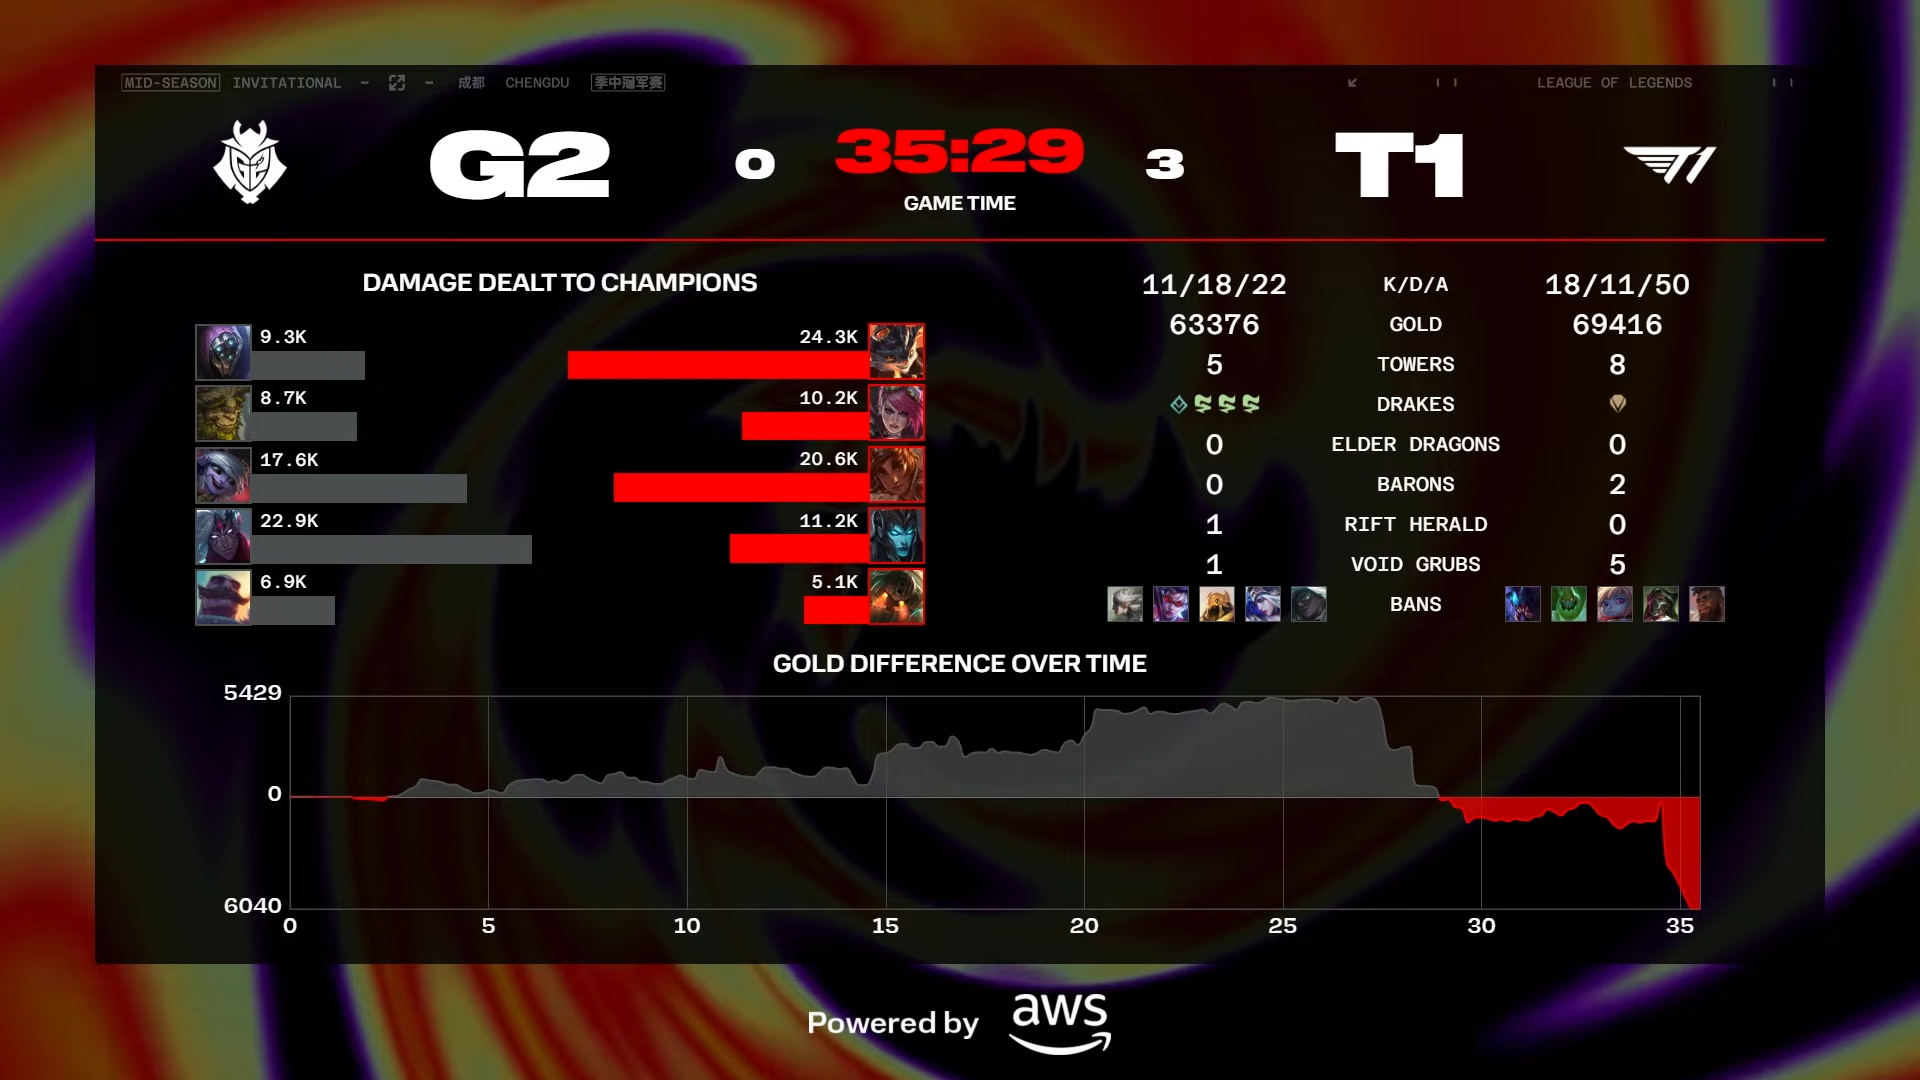 MID-SEASON INVITATIONAL - - 成都 CHENGDU 季中冠军赛 LEAGUE OF LEGENDS
G2 0 35:29 3 T1 T1
GAME TIME
DAMAGE DEALT TO CHAMPIONS
9.3K 24.3K
8.7K 10.2K
17.6K 20.6K
22.9K 11.2K
6.9K 5.1K
11/18/22 K/D/A 18/11/50
63376 GOLD 69416
5 TOWERS 8
DRAKES
0 ELDER DRAGONS 0
0 BARONS 2
1 RIFT HERALD 0
1 VOID GRUBS 5
BANS
GOLD DIFFERENCE OVER TIME
5429
0
6040
0 5 10 15 20 25 30 35
Powered by aws